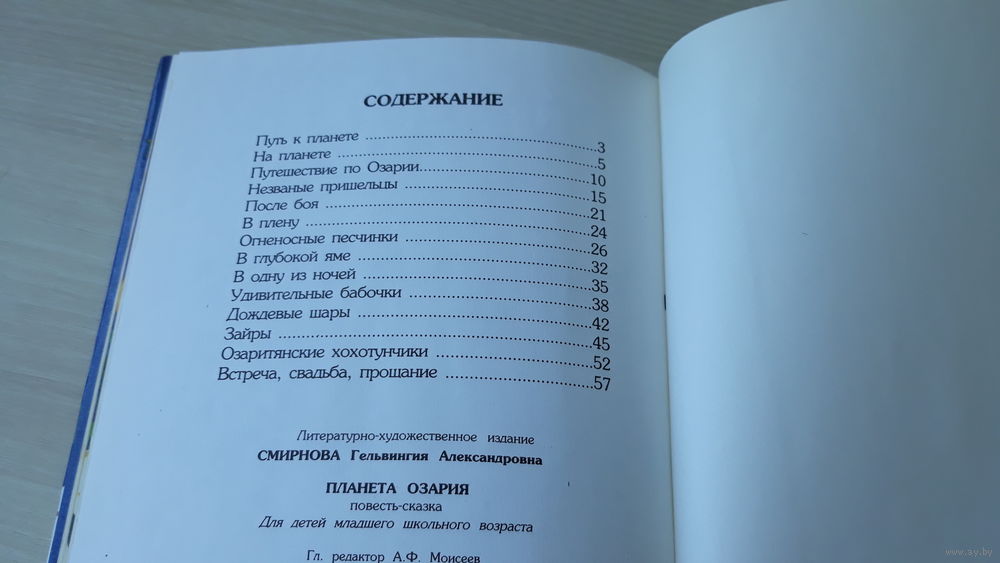 СОДЕРЖАНИЕ
Путь к планете ........................................3
На планете ........................................5
Путешествие по Озарии........................................10
Незваные пришельцы ........................................15
После боя ........................................21
В плену ........................................24
Огненосные песчинки ........................................26
В глубокой яме ........................................32
В одну из ночей ........................................35
Удивительные бабочки ........................................38
Дождевые шары ........................................42
Зайры ........................................45
Озаритянские хохотунчики ........................................52
Встреча, свадьба, прощание ........................................57
Литературно-художественное издание
СМИРНОВА Гельвингия Александровна
ПЛАНЕТА ОЗАРИЯ
повесть-сказка
Для детей младшего школьного возраста
Гл. редактор А.Ф. Моисеев
www.ay.by